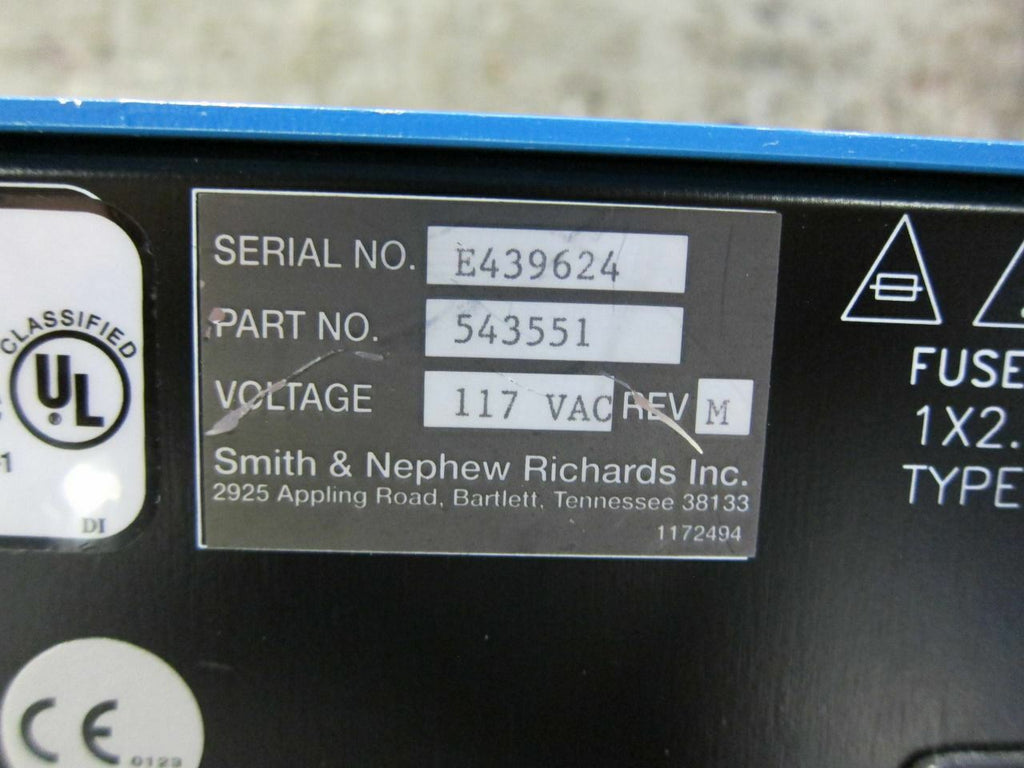 SERIAL NO. E439624
PART NO. 543551
VOLTAGE 117 VAC REV M
Smith & Nephew Richards Inc.
2925 Appling Road, Bartlett, Tennessee 38133
1172494
CLASSIFIED
UL
DI
FUSE
1X2.
TYPE
CE 0123